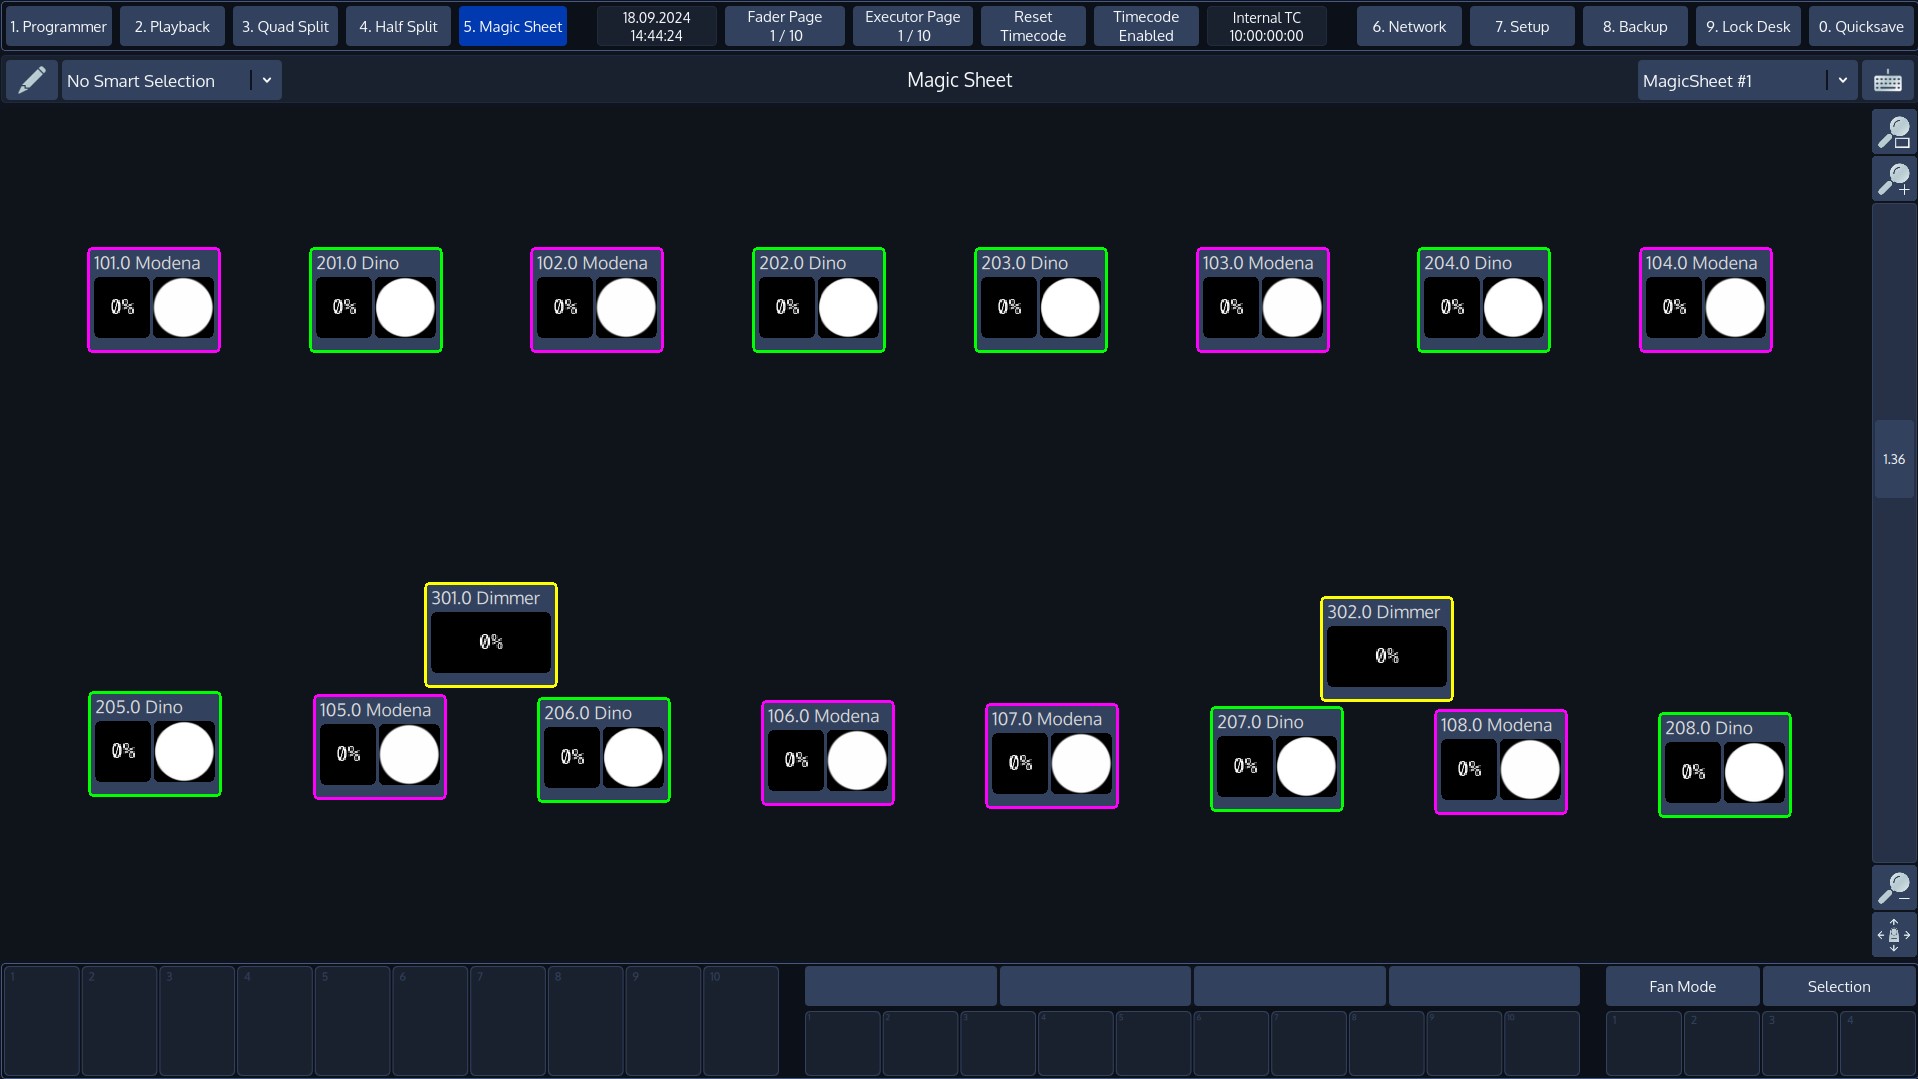 1. Programmer
2. Playback
3. Quad Split
4. Half Split
5. Magic Sheet
18.09.2024
14:44:24
Fader Page
1 / 10
Executor Page
1 / 10
Reset
Timecode
Timecode
Enabled
Internal TC
10:00:00:00
6. Network
7. Setup
8. Backup
9. Lock Desk
0. Quicksave
No Smart Selection
Magic Sheet
MagicSheet #1
101.0 Modena
0%
201.0 Dino
0%
102.0 Modena
0%
202.0 Dino
0%
203.0 Dino
0%
103.0 Modena
0%
204.0 Dino
0%
104.0 Modena
0%
1.36
301.0 Dimmer
0%
302.0 Dimmer
0%
205.0 Dino
0%
105.0 Modena
0%
206.0 Dino
0%
106.0 Modena
0%
107.0 Modena
0%
207.0 Dino
0%
108.0 Modena
0%
208.0 Dino
0%
1 2 3 4 5 6 7 8 9 10
Fan Mode
Selection
1 2 3 4 5 6 7 8 9 10
1 2 3 4